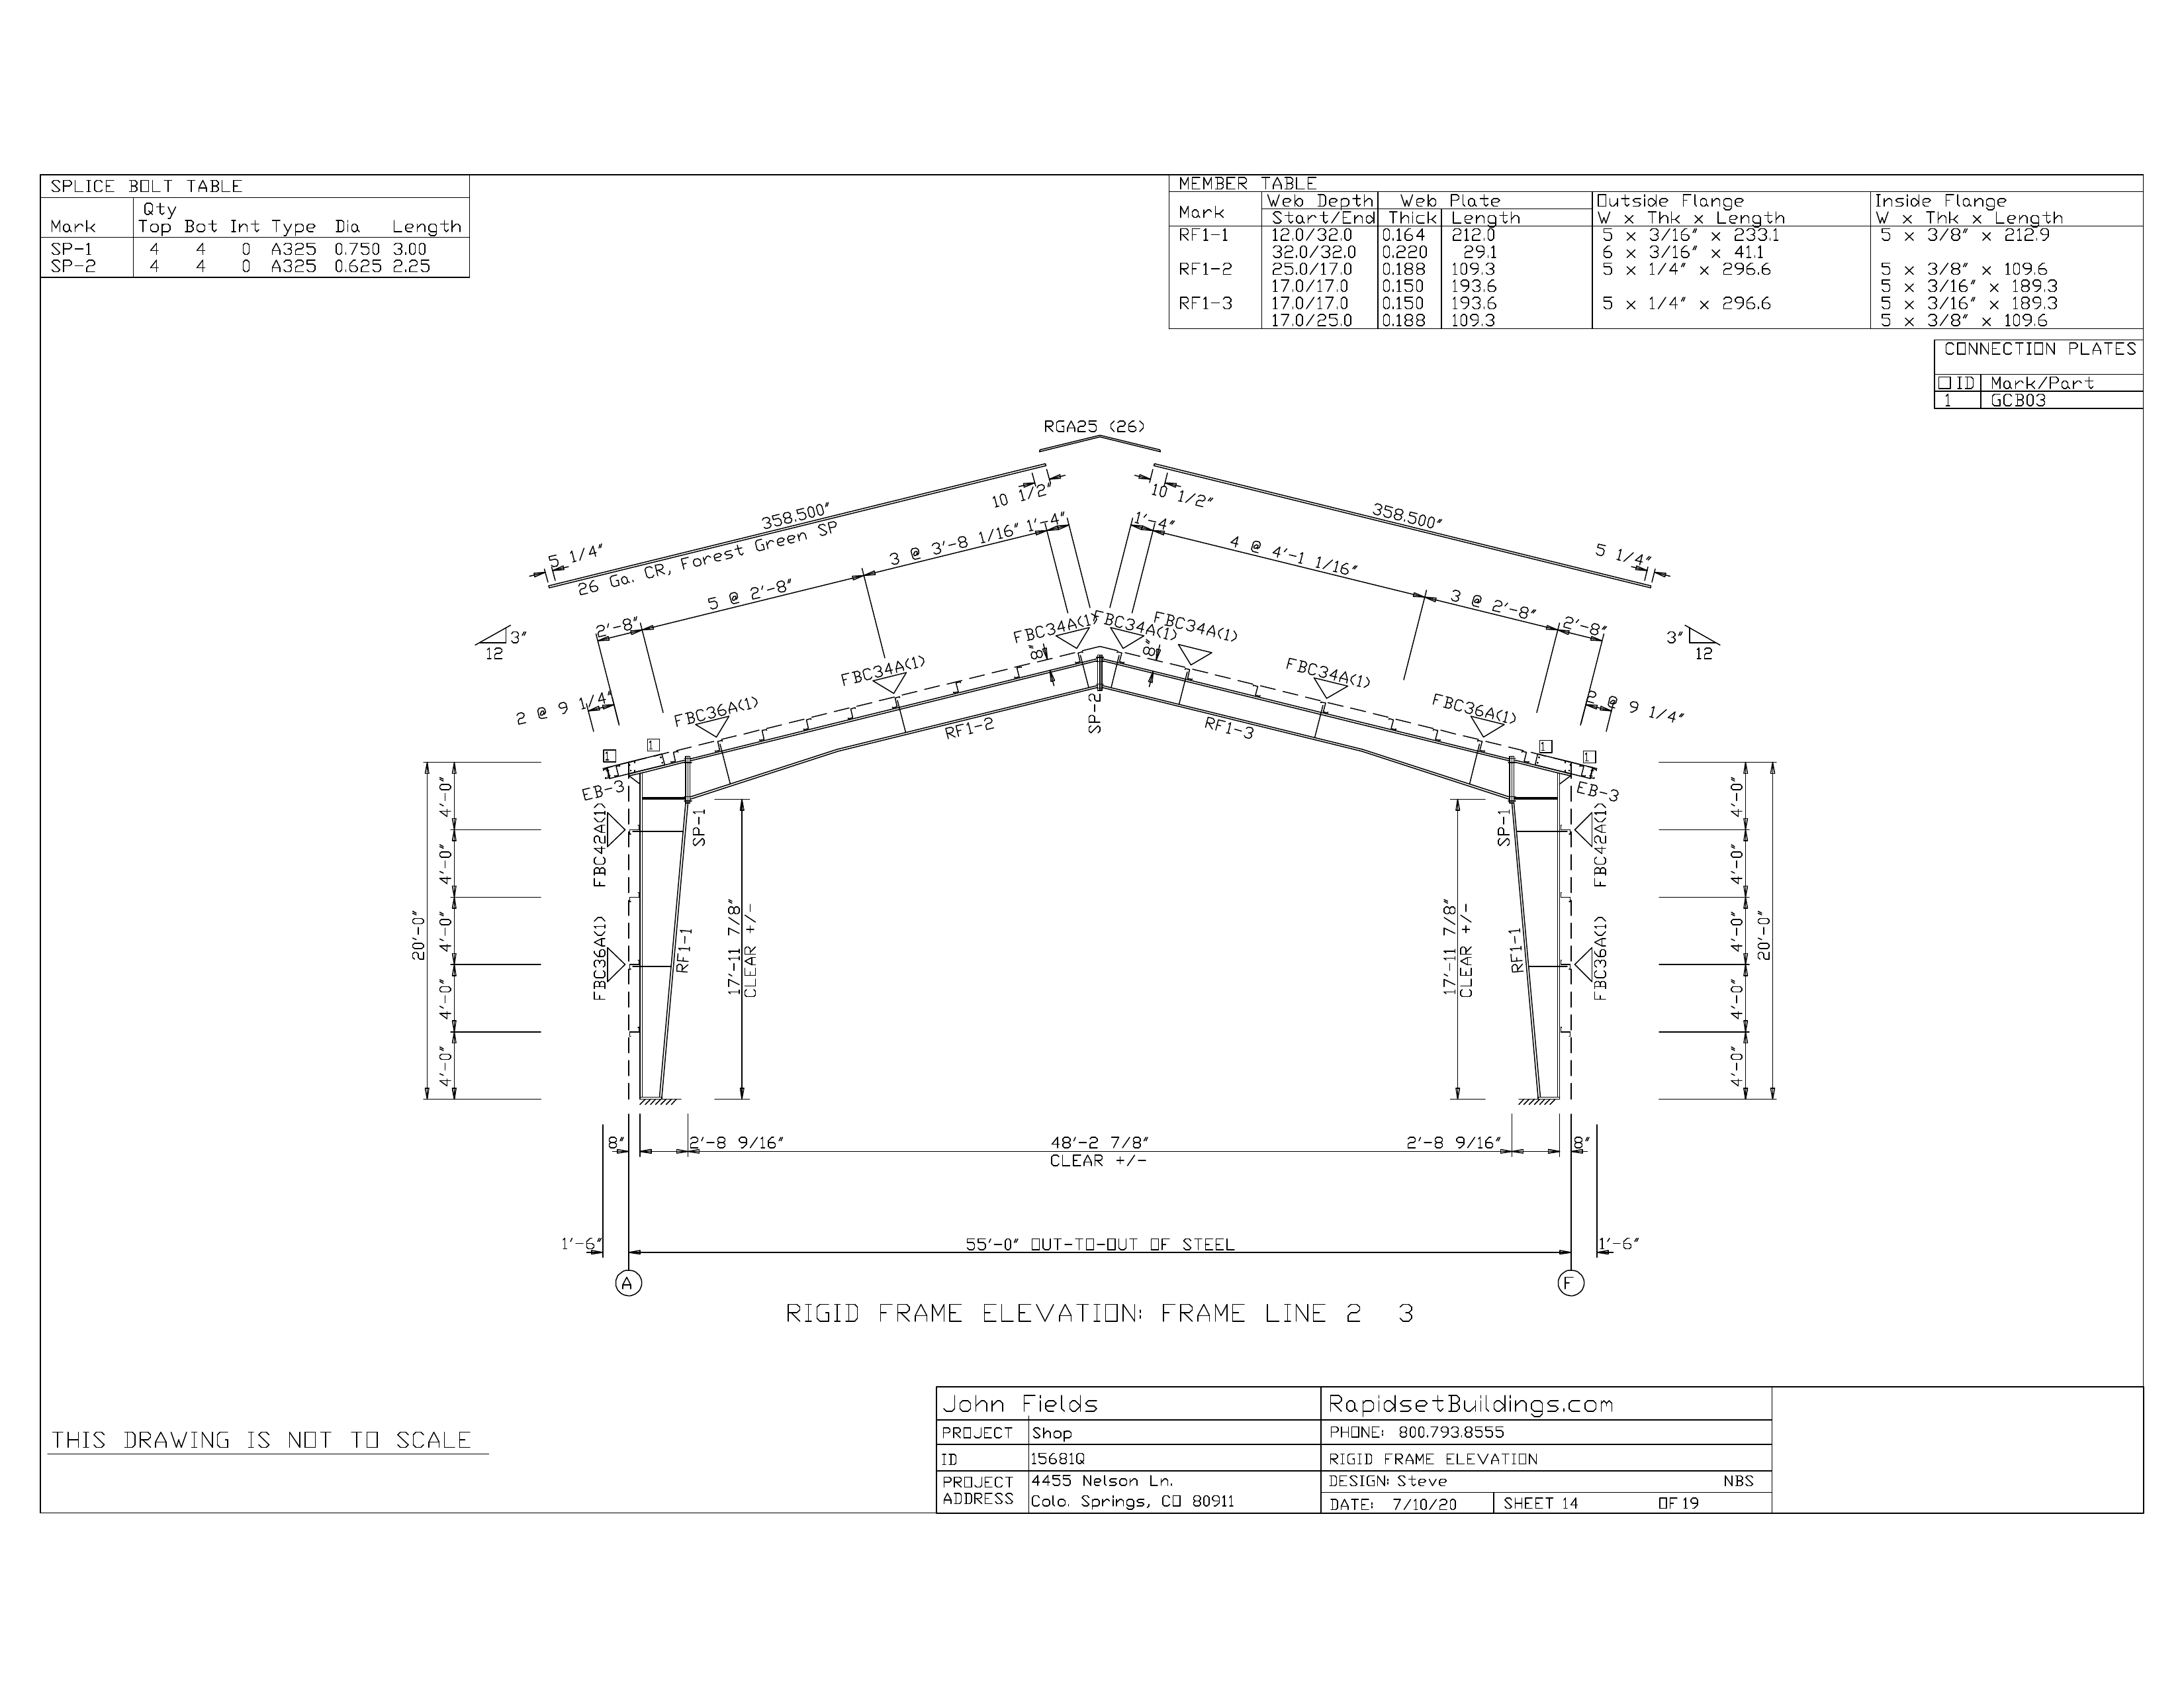 SPLICE BOLT TABLE
Qty
Mark Top Bot Int Type Dia Length
SP-1 4 4 0 A325 0.750 3.00
SP-2 4 4 0 A325 0.625 2.25
MEMBER TABLE
Web Depth Web Plate Outside Flange Inside Flange
Mark Start/End Thick Length W x Thk x Length W x Thk x Length
RF1-1 12.0/32.0 0.164 212.0 5 x 3/16" x 233.1 5 x 3/8" x 212.9
32.0/32.0 0.220 29.1 6 x 3/16" x 41.1
RF1-2 25.0/17.0 0.188 109.3 5 x 1/4" x 296.6 5 x 3/8" x 109.6
17.0/17.0 0.150 193.6 5 x 3/16" x 189.3
RF1-3 17.0/17.0 0.150 193.6 5 x 1/4" x 296.6 5 x 3/16" x 189.3
17.0/25.0 0.188 109.3 5 x 3/8" x 109.6
CONNECTION PLATES
□ ID Mark/Part
1 GCB03
RGA25 (26)
10 1/2"
10 1/2"
358.500"
358.500"
26 Ga. CR, Forest Green SP
5 1/4"
5 1/4"
2'-8"
5 @ 2'-8"
3 @ 3'-8 1/16"
1'-4"
1'-4"
4 @ 4'-1 1/16"
3 @ 2'-8"
2'-8"
3"
12
3"
12
2 @ 9 1/4"
2 @ 9 1/4"
FBC36A(1)
FBC34A(1)
FBC34A(1)
FBC34A(1)
FBC34A(1)
FBC34A(1)
FBC36A(1)
8"
8"
1
1
1
1
RF1-2
SP-2
RF1-3
EB-3
EB-3
SP-1
SP-1
FBC42A(1)
FBC36A(1)
FBC42A(1)
FBC36A(1)
RF1-1
RF1-1
20'-0"
4'-0"
4'-0"
4'-0"
4'-0"
4'-0"
17'-11 7/8"
CLEAR +/-
17'-11 7/8"
CLEAR +/-
4'-0"
4'-0"
4'-0"
4'-0"
4'-0"
20'-0"
8" 2'-8 9/16" 48'-2 7/8" 2'-8 9/16" 8"
CLEAR +/-
1'-6" 55'-0" OUT-TO-OUT OF STEEL 1'-6"
A F
RIGID FRAME ELEVATION: FRAME LINE 2 3
THIS DRAWING IS NOT TO SCALE
John Fields
PROJECT Shop
ID 15681Q
PROJECT ADDRESS 4455 Nelson Ln.
Colo. Springs, CO 80911
RapidsetBuildings.com
PHONE: 800.793.8555
RIGID FRAME ELEVATION
DESIGN: Steve NBS
DATE: 7/10/20 SHEET 14 OF 19